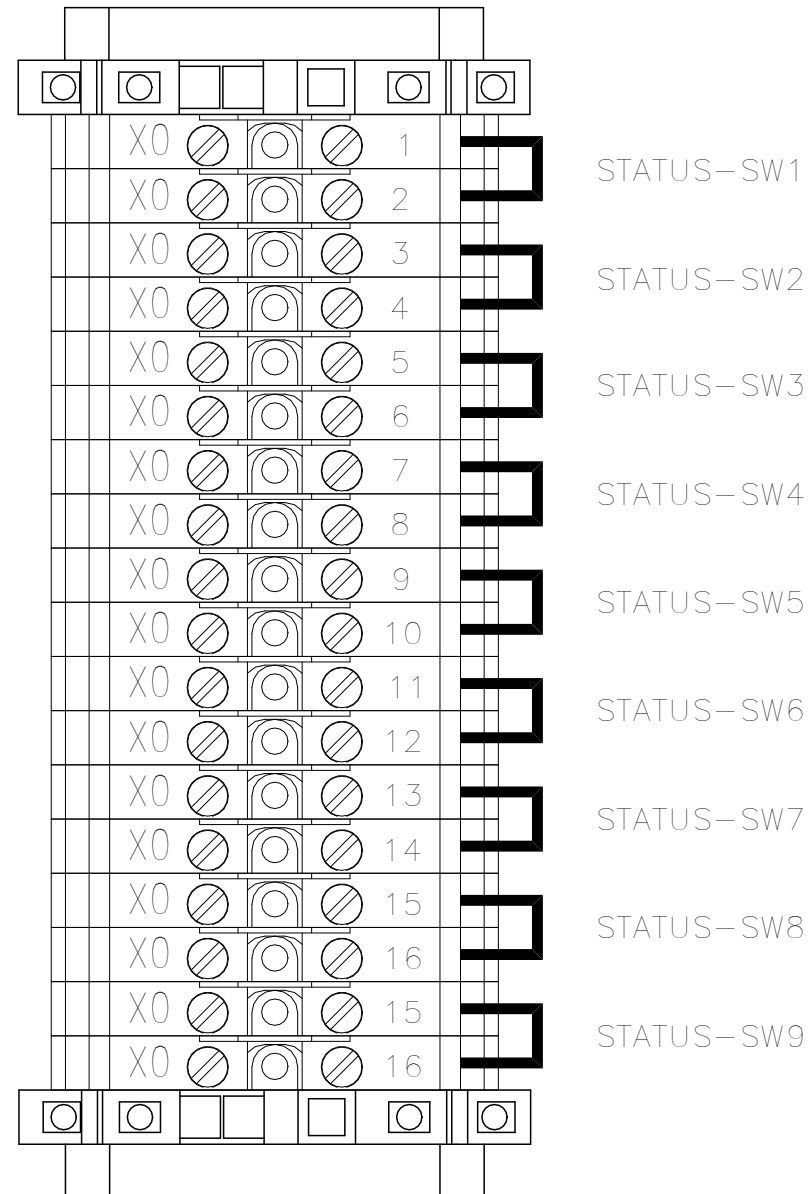 X0 1
STATUS-SW1
X0 2
X0 3
STATUS-SW2
X0 4
X0 5
STATUS-SW3
X0 6
X0 7
STATUS-SW4
X0 8
X0 9
STATUS-SW5
X0 10
X0 11
STATUS-SW6
X0 12
X0 13
STATUS-SW7
X0 14
X0 15
STATUS-SW8
X0 16
X0 15
STATUS-SW9
X0 16